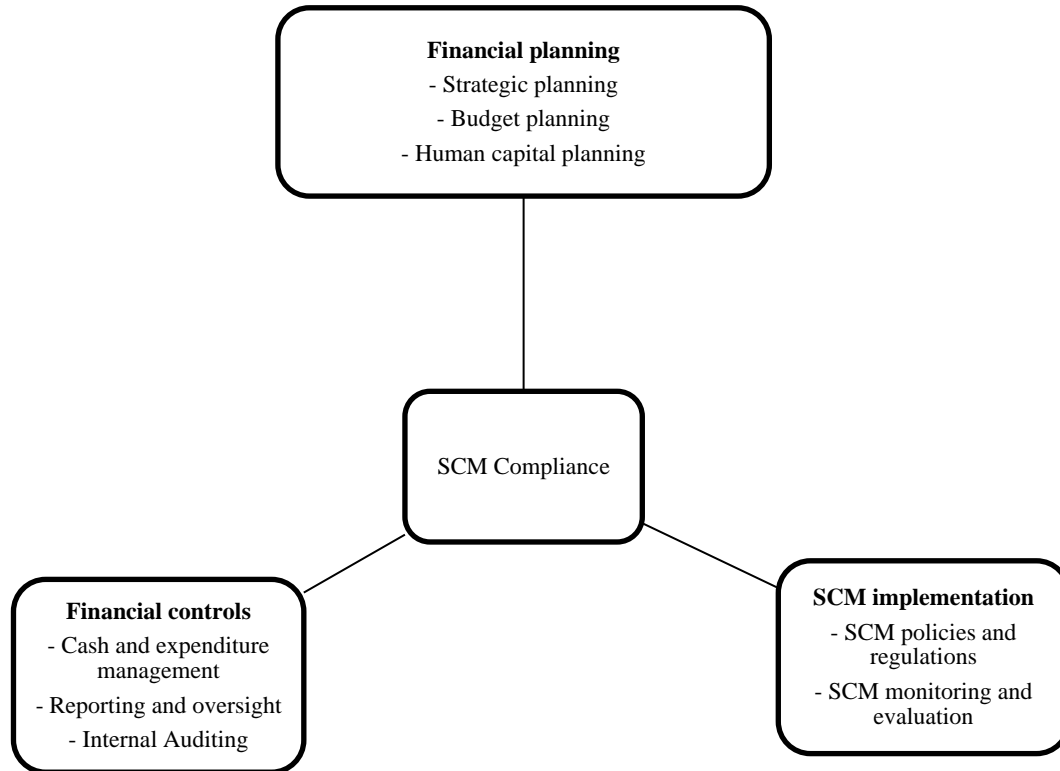 Financial planning
- Strategic planning
- Budget planning
- Human capital planning
SCM Compliance
Financial controls
- Cash and expenditure
management
- Reporting and oversight
- Internal Auditing
SCM implementation
- SCM policies and
regulations
- SCM monitoring and
evaluation